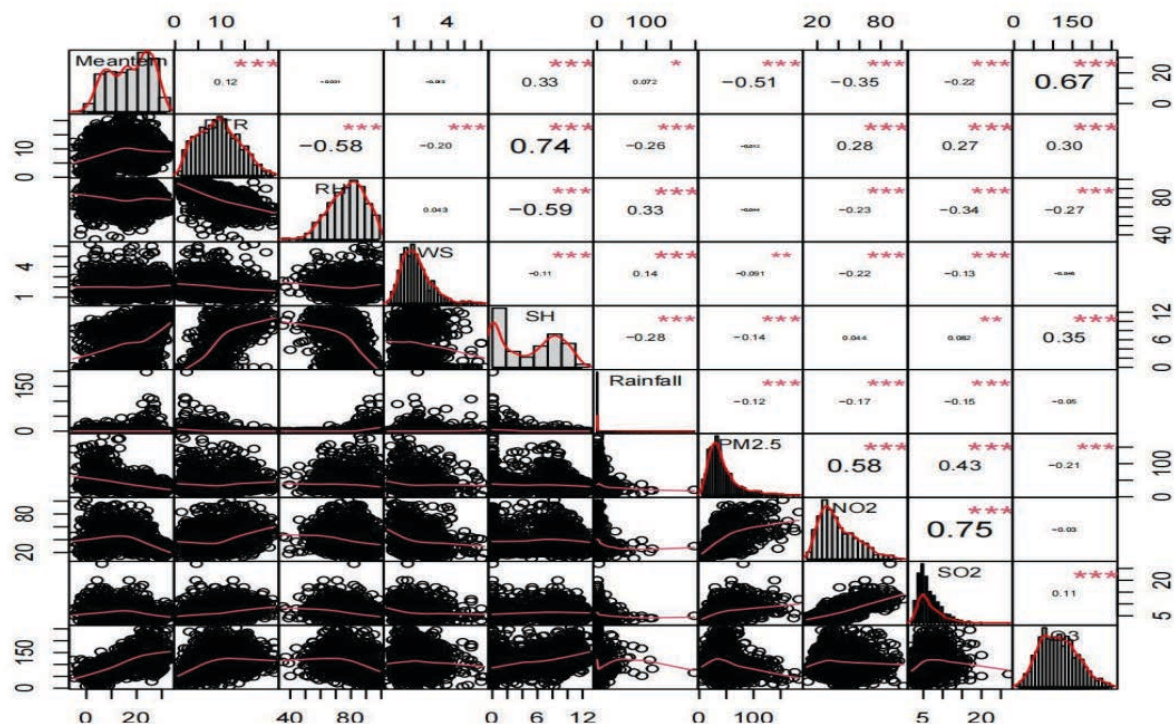 0 10 1 4 0 100 20 80 0 150
Meantem *** *** * *** *** *** ***
0.12 0.33 0.072 −0.51 −0.35 −0.22 0.67
0 20
*** *** *** *** *** *** ***
−0.58 −0.20 0.74 −0.26 0.28 0.27 0.30
0 10
RH *** *** *** *** ***
0.043 −0.59 0.33 −0.23 −0.34 −0.27
40 80
WS *** *** ** *** ***
−0.11 0.14 −0.051 −0.22 −0.13
1 4
SH *** *** ** ***
−0.28 −0.14 0.044 0.062 0.35
0 6 12
Rainfall *** *** ***
−0.12 −0.17 −0.15 −0.05
0 150
PM2.5 *** *** ***
0.58 0.43 −0.21
0 100
NO2 ***
0.75 −0.03
20 80
SO2 ***
0.11
5 20
0 150
0 20 40 80 0 6 12 0 100 5 20